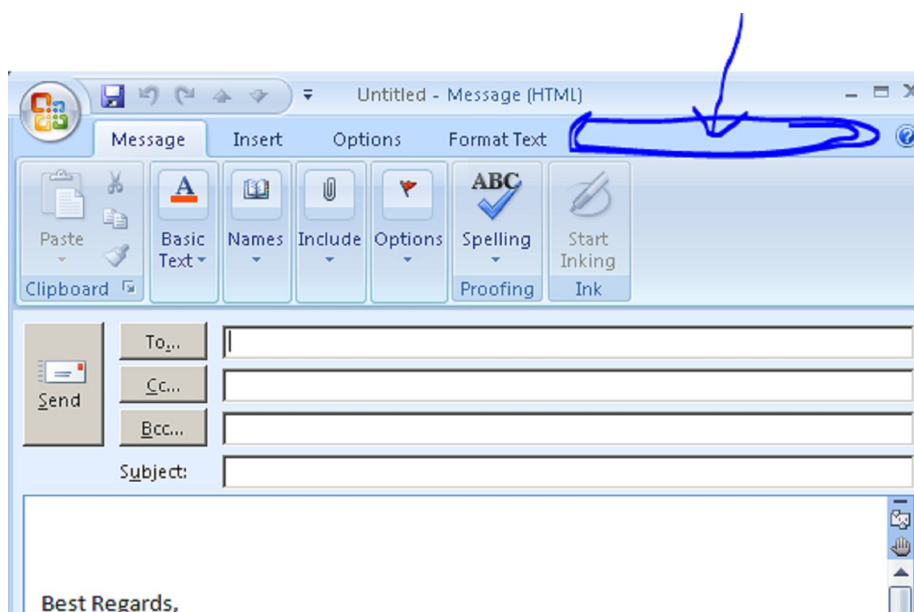 Untitled - Message (HTML)
Message Insert Options Format Text
Paste Basic Text Names Include Options ABC Spelling Start Inking
Clipboard Proofing Ink
To...
Send Cc...
Bcc...
Subject:
Best Regards,